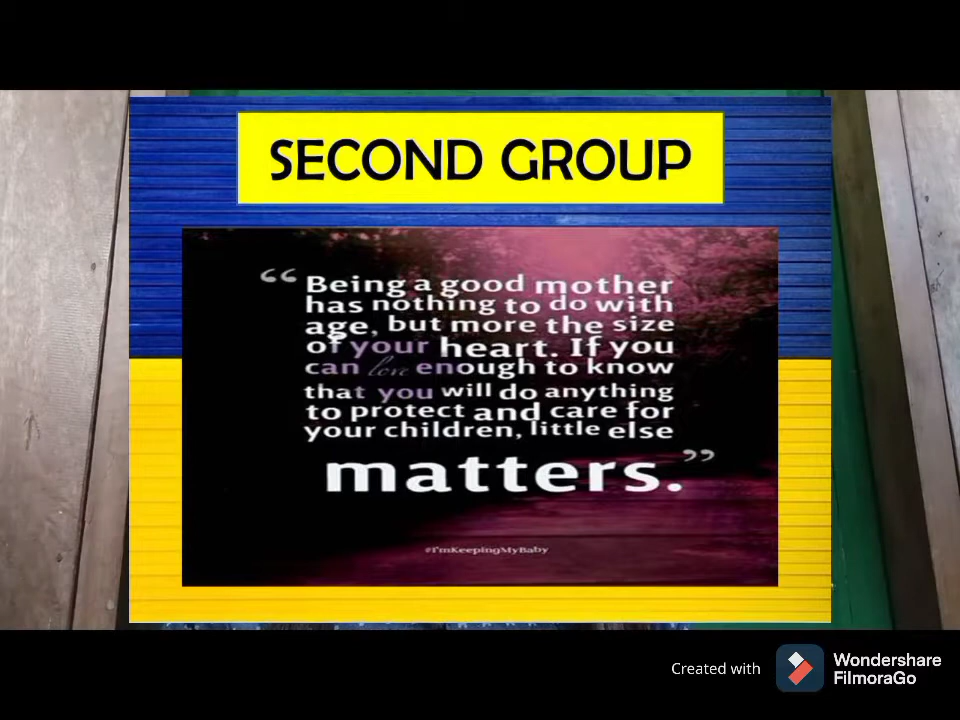 SECOND GROUP
“Being a good mother
has nothing to do with
age, but more the size
of your heart. If you
can love enough to know
that you will do anything
to protect and care for
your children, little else
matters.”
#I'mKeepingMyBaby
Created with
Wondershare
FilmoraGo